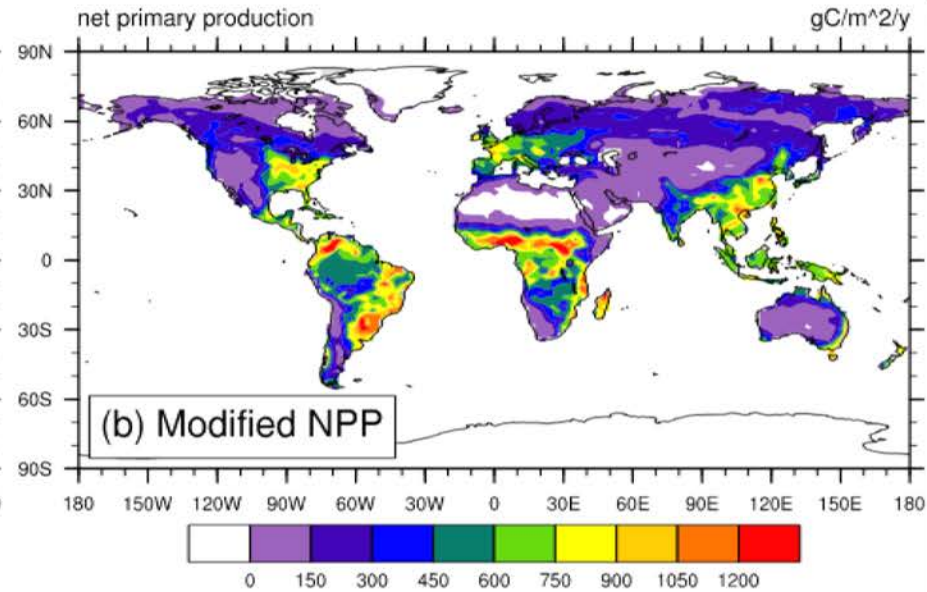 net primary production gC/m^2/y
90N
60N
30N
0
30S
60S
90S
(b) Modified NPP
180 150W 120W 90W 60W 30W 0 30E 60E 90E 120E 150E 180
0 150 300 450 600 750 900 1050 1200